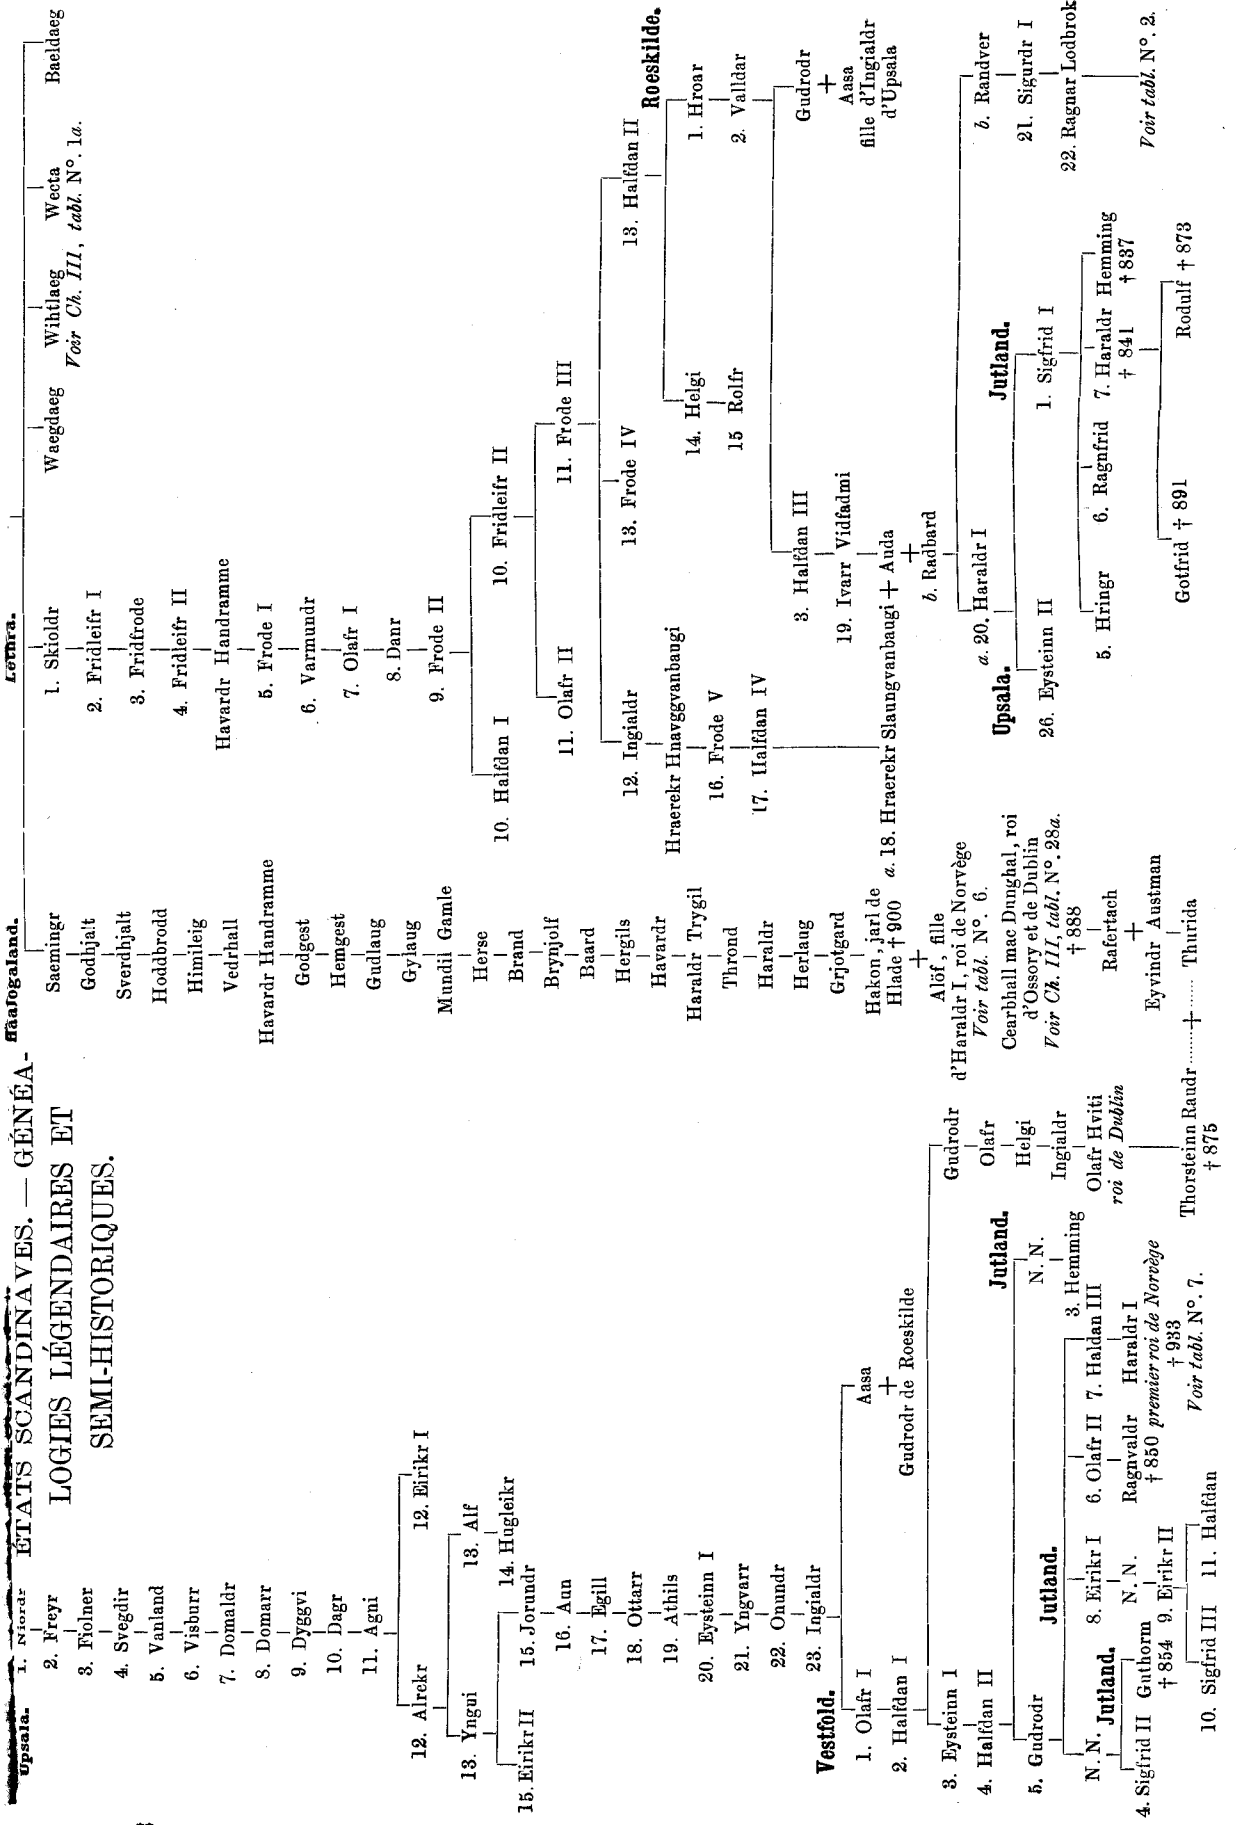 ÉTATS SCANDINAVES. — GÉNÉA-
LOGIES LÉGENDAIRES ET
SEMI-HISTORIQUES.
Upsala.
1. Niordr
2. Freyr
3. Fiolner
4. Svegdir
5. Vanland
6. Visburr
7. Domaldr
8. Domarr
9. Dyggvi
10. Dagr
11. Agni
12. Alrekr
12. Eirikr I
13. Yngui
13. Alf
14. Hugleikr
15. Eirikr II
15. Jorundr
16. Aun
17. Egill
18. Ottarr
19. Athils
20. Eysteinn I
21. Yngvarr
22. Onundr
23. Ingialdr
Vestfold.
1. Olafr I
Aasa
+
2. Halfdan I
Gudrodr de Roeskilde
3. Eysteinn I
Gudrodr
4. Halfdan II
Olafr
Helgi
Ingialdr
Olafr Hviti
roi de Dublin
Jutland.
5. Gudrodr
N. N.
3. Hemming
Jutland.
N. N.
8. Eirikr I
6. Olafr II
7. Haldan III
Jutland.
N. N.
Ragnvaldr
† 850
Haraldr I
premier roi de Norvège
† 933
Voir tabl. N°. 7.
4. Sigfrid II
Guthorm
† 854
9. Eirikr II
10. Sigfrid III
11. Halfdan
Thorsteinn Raudr ...... + ...... Thurida
† 875
Haalogaland.
Saemingr
Godhjalt
Sverdhjalt
Hoddbrodd
Himileig
Vedrhall
Havardr Handramme
Godgest
Hemgest
Gudlaug
Gylaug
Mundii Gamle
Herse
Brand
Brynjolf
Baard
Hergils
Havardr
Haraldr Trygil
Thrond
Haraldr
Herlaug
Grjotgard
Hakon, jarl de
Hlade † 900
+
Alöf, fille
d'Haraldr I, roi de Norvège
Voir tabl. N°. 6.
Cearbhall mac Dunghal, roi
d'Ossory et de Dublin
Voir Ch. III, tabl. N°. 28a.
† 888
Rafertach
+
Eyvindr Austman
Lethra.
1. Skioldr
Waegdaeg
Wihtlaeg
Wecta
Baeldaeg
Voir Ch. III, tabl. N°. 1a.
2. Fridleifr I
3. Fridfrode
4. Fridleifr II
Havardr Handramme
5. Frode I
6. Varmundr
7. Olafr I
8. Danr
9. Frode II
10. Halfdan I
10. Fridleifr II
11. Olafr II
11. Frode III
12. Ingialdr
13. Frode IV
13. Halfdan II
Hraerekr Hnavggvanbaugi
16. Frode V
17. Halfdan IV
Roeskilde.
14. Helgi
1. Hroar
15 Rolfr
2. Valldar
3. Halfdan III
Gudrodr
+
Aasa
fille d'Ingialdr
d'Upsala
19. Ivarr Vidfadmi
a. 18. Hraerekr Slaungvanbaugi + Auda
+
b. Radbard
a. 20. Haraldr I
b. Randver
21. Sigurdr I
22. Ragnar Lodbrok
Voir tabl. N°. 2.
Upsala.
26. Eysteinn II
Jutland.
1. Sigfrid I
5. Hringr
6. Ragnfrid
7. Haraldr
† 841
Hemming
† 837
Gotfrid † 891
Rodulf † 873